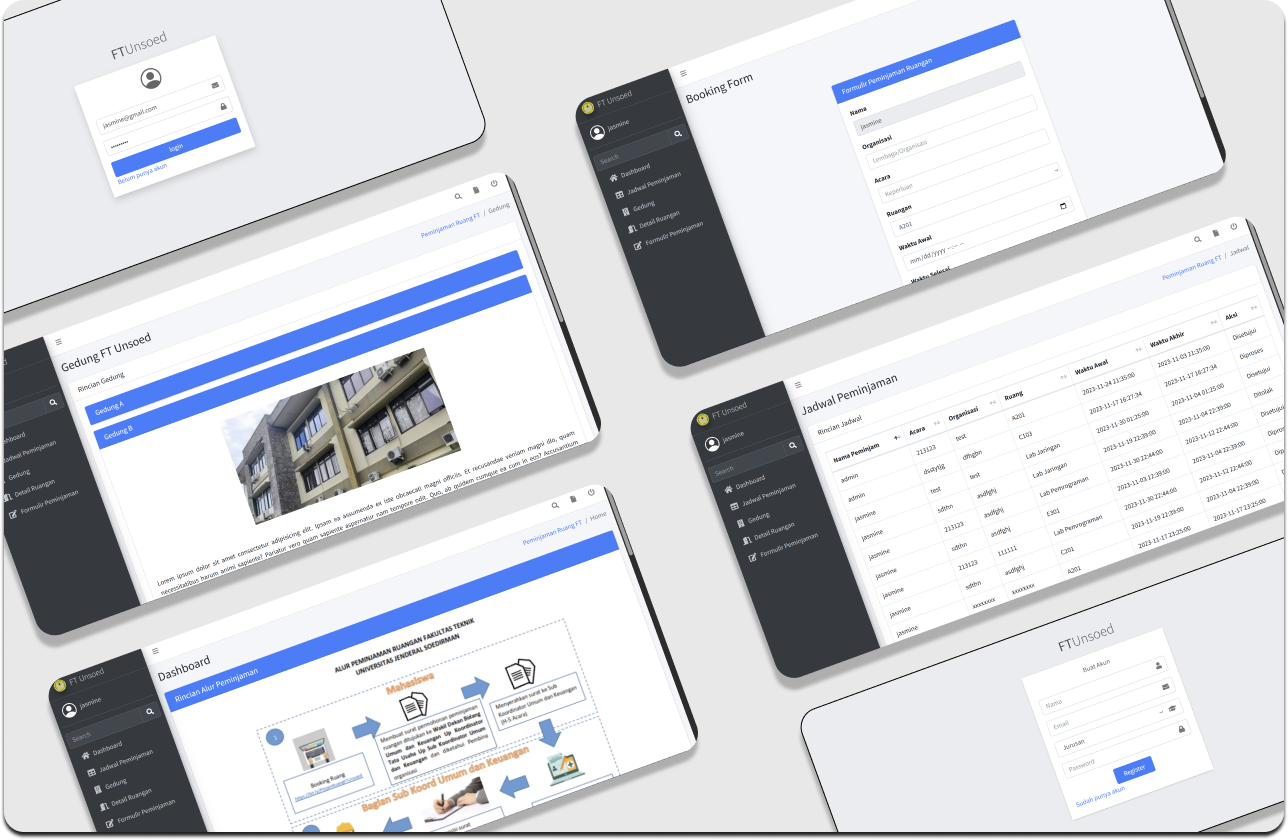 FTUnsoed
jasmine@gmail.com
login
Belum punya akun
Peminjaman Ruang FT / Gedung
Gedung FT Unsoed
Rincian Gedung
Gedung A
Gedung B
Search
Jadwal Peminjaman
Gedung
Detail Ruangan
Formulir Peminjaman
Lorem ipsum dolor sit amet consectetur adipisicing elit. Ipsam ea assumenda ex iste obcaecati magni officiis. Et recusandae veniam magni illo, quam
necessitatibus harum animi sapiente? Pariatur vero quam sapiente aspernatur nam tempore odit. Quo, ab quidem cumque ea cum in eos? Accusantium
FT Unsoed
jasmine
Search
Dashboard
Jadwal Peminjaman
Gedung
Detail Ruangan
Formulir Peminjaman
Peminjaman Ruang FT / Home
Dashboard
Rincian Alur Peminjaman
ALUR PEMINJAMAN RUANGAN FAKULTAS TEKNIK
UNIVERSITAS JENDERAL SOEDIRMAN
Mahasiswa
1
Booking Ruang
Membuat surat permohonan peminjaman
ruangan ditujukan ke Wakil Dekan Bidang
Umum dan Keuangan Up Koordinator
Tata Usaha Up Sub Koordinator Umum
dan Keuangan dan diketahui Pembina
organisasi
Menyerahkan surat ke Sub
Koordinator Umum dan Keuangan
(H-5 Acara)
Bagian Sub Koord Umum dan Keuangan
FT Unsoed
jasmine
Search
Dashboard
Jadwal Peminjaman
Gedung
Detail Ruangan
Formulir Peminjaman
Booking Form
Formulir Peminjaman Ruangan
Nama
jasmine
Organisasi
Lembaga/Organisasi
Acara
Keperluan
Ruangan
A201
Waktu Awal
mm/dd/yyyy --:-- --
Waktu Selesai
FT Unsoed
jasmine
Search
Dashboard
Jadwal Peminjaman
Gedung
Detail Ruangan
Formulir Peminjaman
Peminjaman Ruang FT / Jadwal
Jadwal Peminjaman
Rincian Jadwal
Nama Peminjam Acara Organisasi Ruang Waktu Awal Waktu Akhir Aksi
admin 213123 test A201 2023-11-24 21:35:00 2023-11-03 21:35:00 Disetujui
admin dsatytjg dfhgbn C103 2023-11-17 16:27:34 2023-11-17 16:27:34 Diproses
jasmine test test Lab Jaringan 2023-11-30 01:25:00 2023-11-04 01:25:00 Disetujui
jasmine sdthn asdfghj Lab Jaringan 2023-11-19 22:39:00 2023-11-04 22:39:00 Ditolak
jasmine 213123 asdfghj Lab Pemrograman 2023-11-30 22:44:00 2023-11-12 22:44:00 Disetujui
jasmine sdthn asdfghj E301 2023-11-03 22:39:00 2023-11-04 22:39:00
jasmine 213123 111111 Lab Pemrograman 2023-11-30 22:44:00 2023-11-12 22:44:00
jasmine sdthn asdfghj C201 2023-11-19 22:39:00 2023-11-04 22:39:00
jasmine xxxxxxxx xxxxxxxx A201 2023-11-17 23:25:00 2023-11-17 23:25:00
FTUnsoed
Buat Akun
Nama
Email
Jurusan
Password
Register
Sudah punya akun